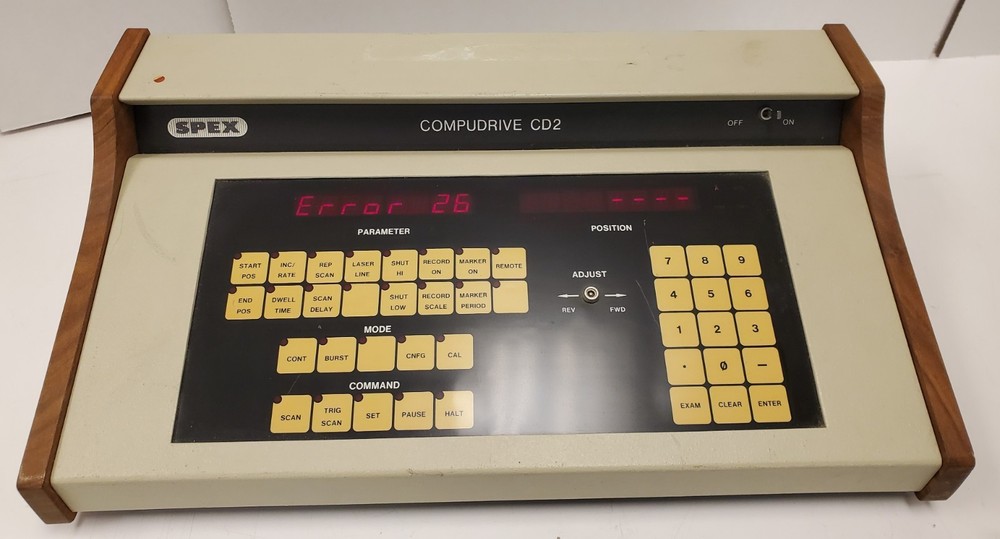 SPEX
COMPUDRIVE CD2
OFF
ON
Error 26
----
PARAMETER
POSITION
START POS
INC/ RATE
REP SCAN
LASER LINE
SHUT HI
RECORD ON
MARKER ON
REMOTE
END POS
DWELL TIME
SCAN DELAY
SHUT LOW
RECORD SCALE
MARKER PERIOD
MODE
CONT
BURST
CNFG
CAL
COMMAND
SCAN
TRIG SCAN
SET
PAUSE
HALT
ADJUST
REV
FWD
7 8 9
4 5 6
1 2 3
. 0 —
EXAM CLEAR ENTER